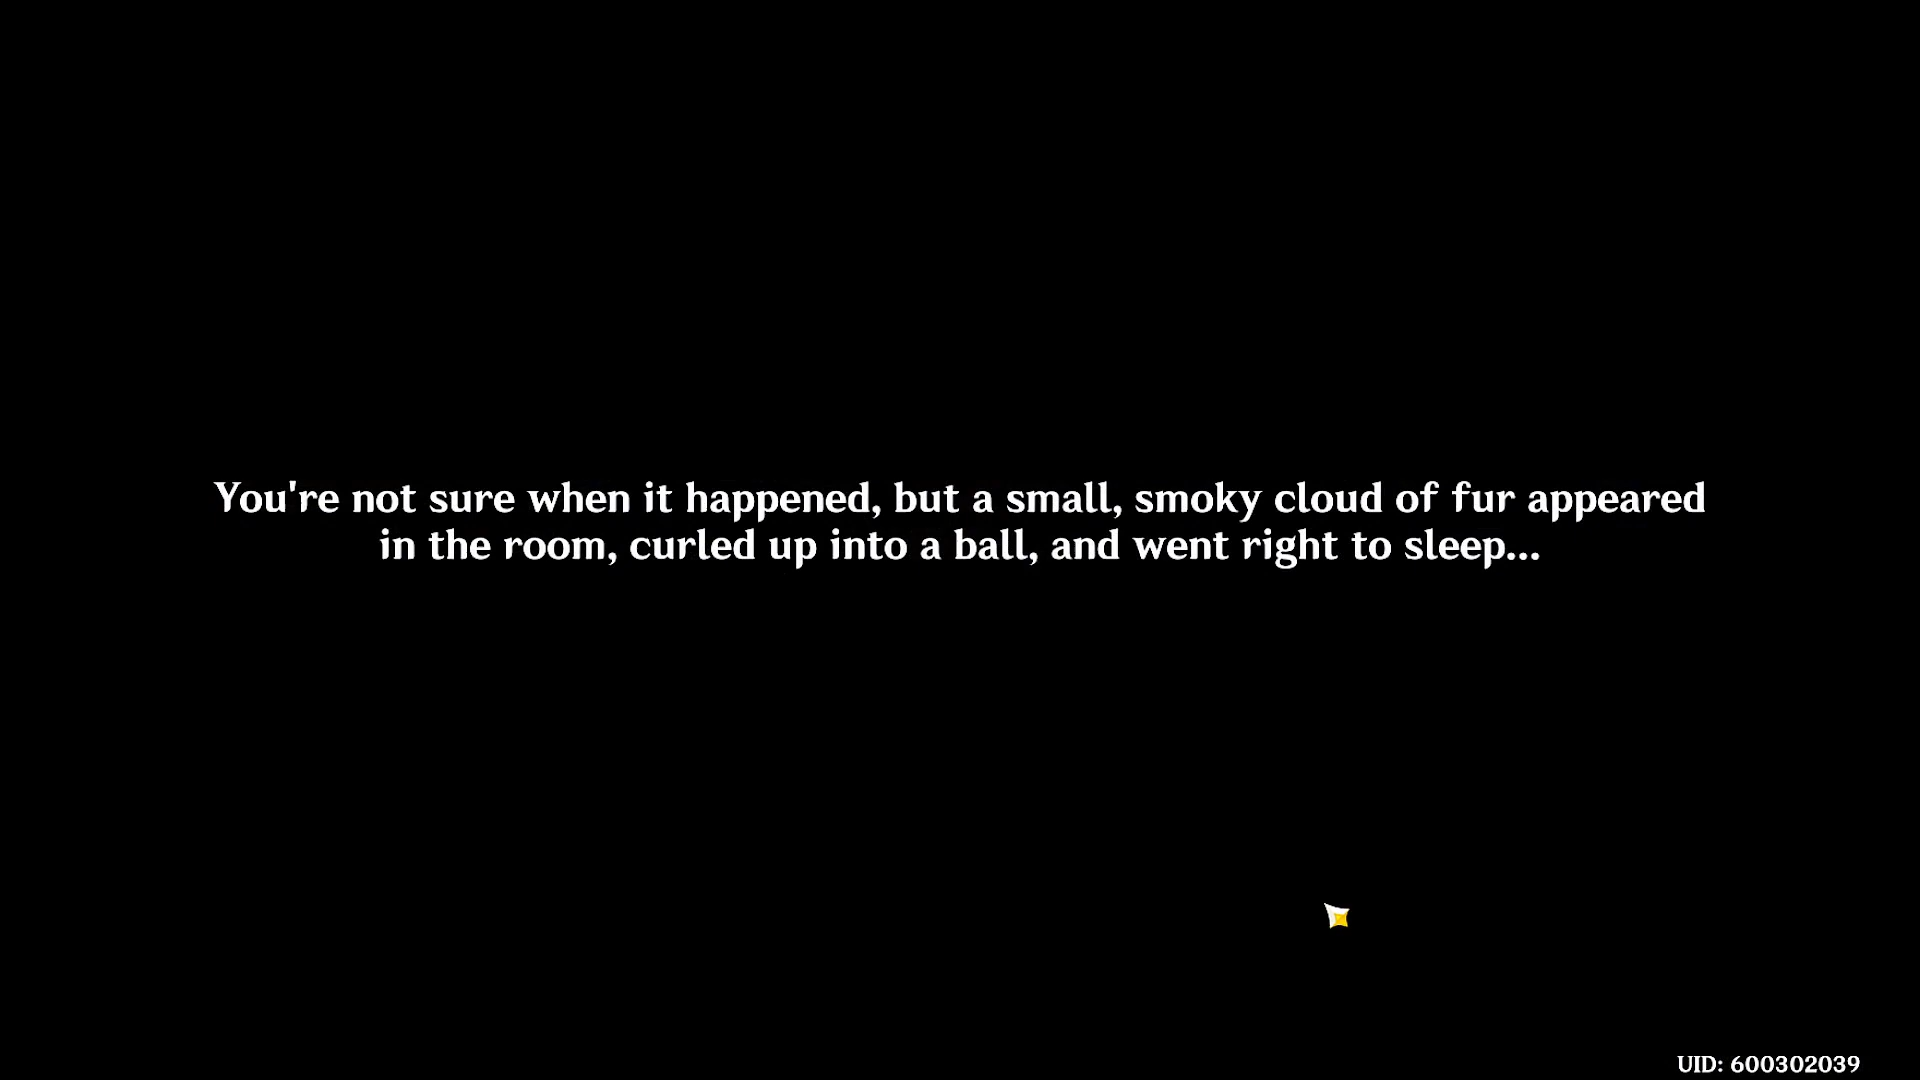 You're not sure when it happened, but a small, smoky cloud of fur appeared
in the room, curled up into a ball, and went right to sleep...
UID: 600302039